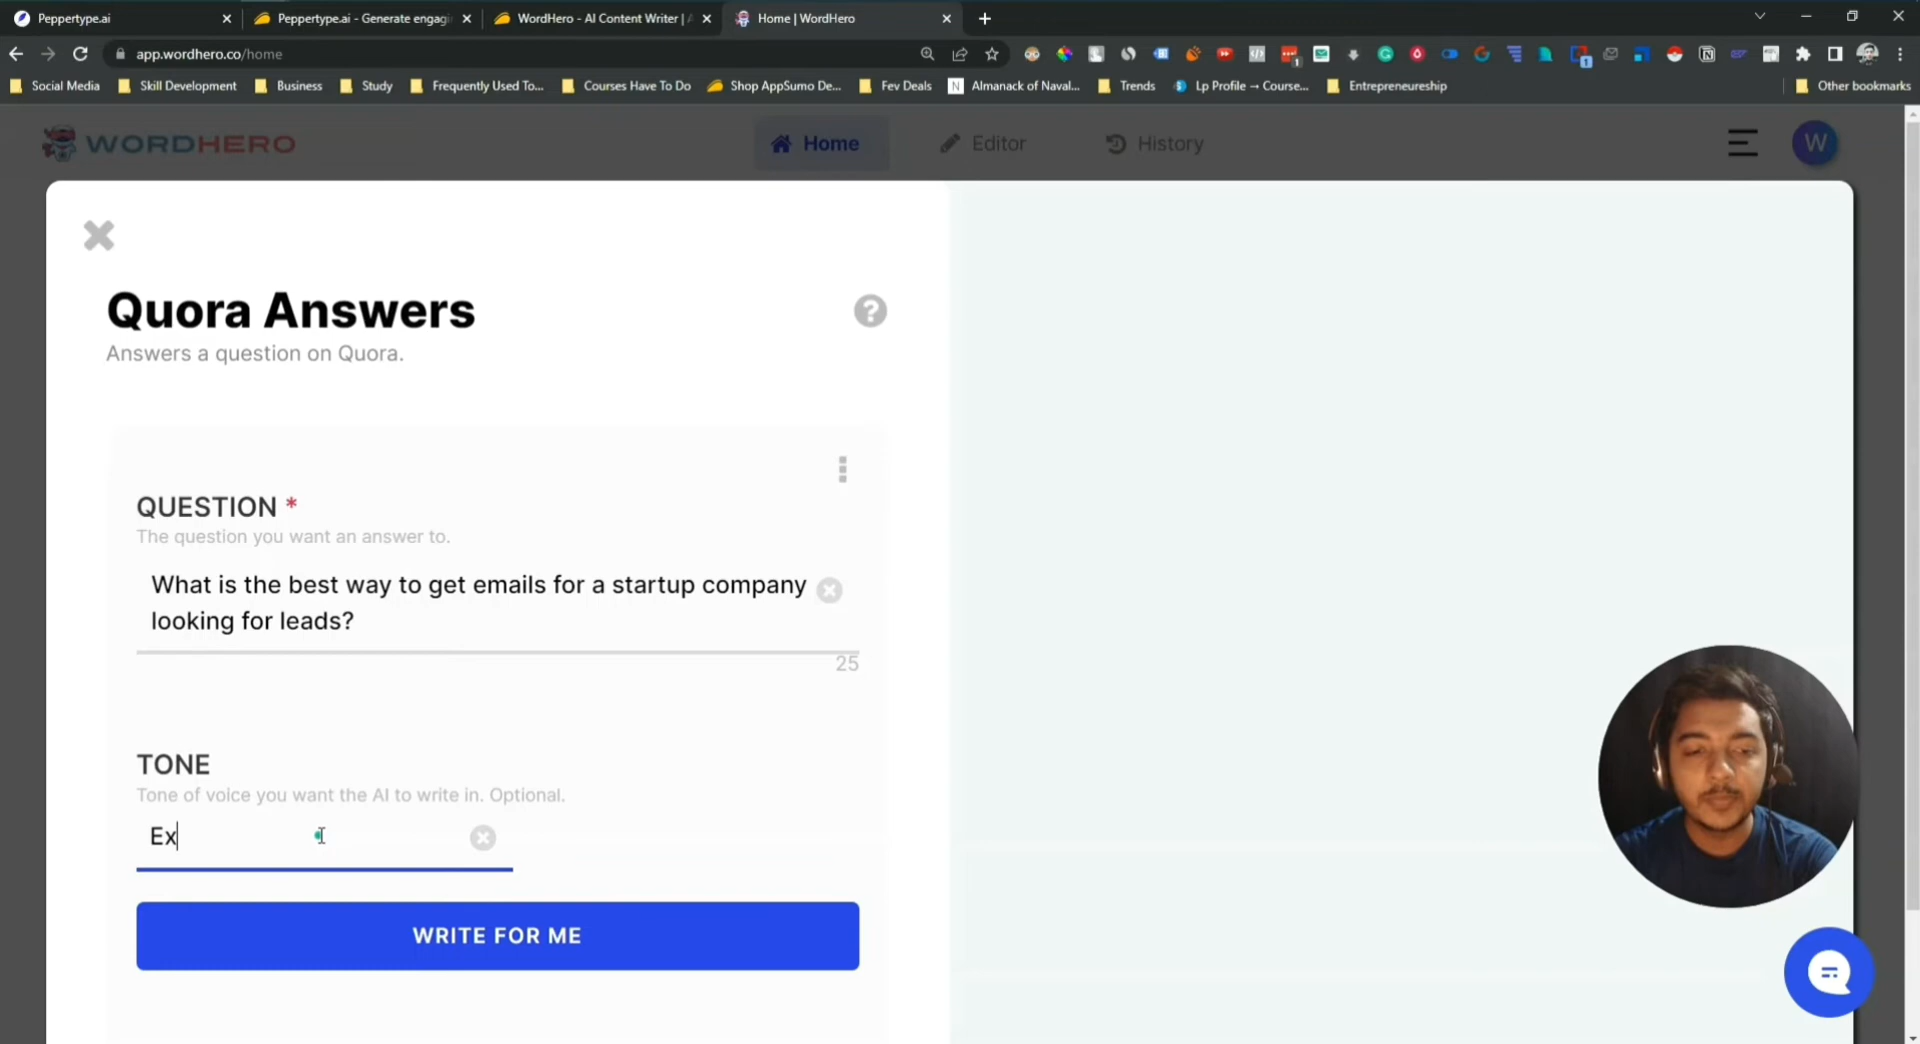 Peppertype.ai
Peppertype.ai - Generate engagi
WordHero - AI Content Writer | A
Home | WordHero
app.wordhero.co/home
Social Media
Skill Development
Business
Study
Frequently Used To...
Courses Have To Do
Shop AppSumo De...
Fev Deals
Almanack of Naval...
Trends
Lp Profile → Course...
Entrepreneureship
Other bookmarks
WORDHERO
Home
Editor
History
W
Quora Answers
Answers a question on Quora.
QUESTION *
The question you want an answer to.
What is the best way to get emails for a startup company
looking for leads?
25
TONE
Tone of voice you want the AI to write in. Optional.
Ex
WRITE FOR ME